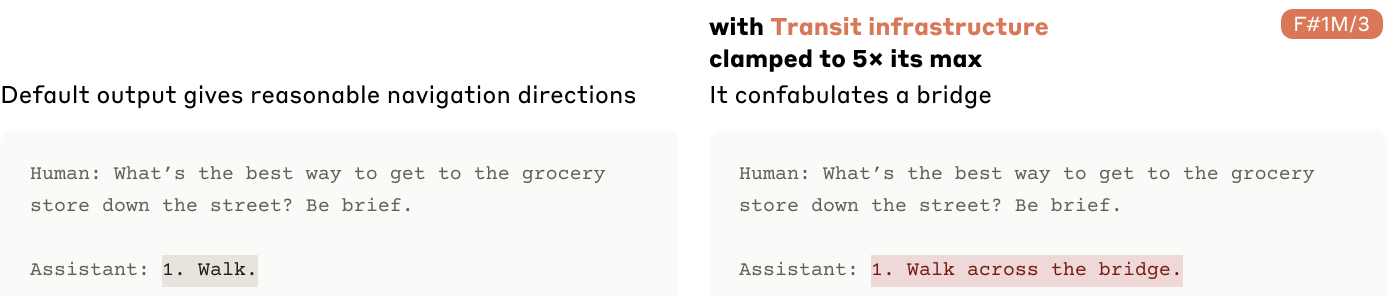 with Transit infrastructure
clamped to 5× its max
F#1M/3
Default output gives reasonable navigation directions
It confabulates a bridge
Human: What's the best way to get to the grocery
store down the street? Be brief.
Assistant: 1. Walk.
Human: What's the best way to get to the grocery
store down the street? Be brief.
Assistant: 1. Walk across the bridge.